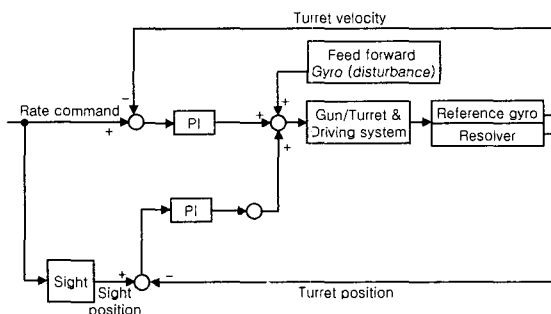 Turret velocity
Feed forward
Gyro (disturbance)
−
Rate command
+
PI
+
+
+
Gun/Turret &
Driving system
Reference gyro
Resolver
PI
Sight
+
−
Sight
position
Turret position